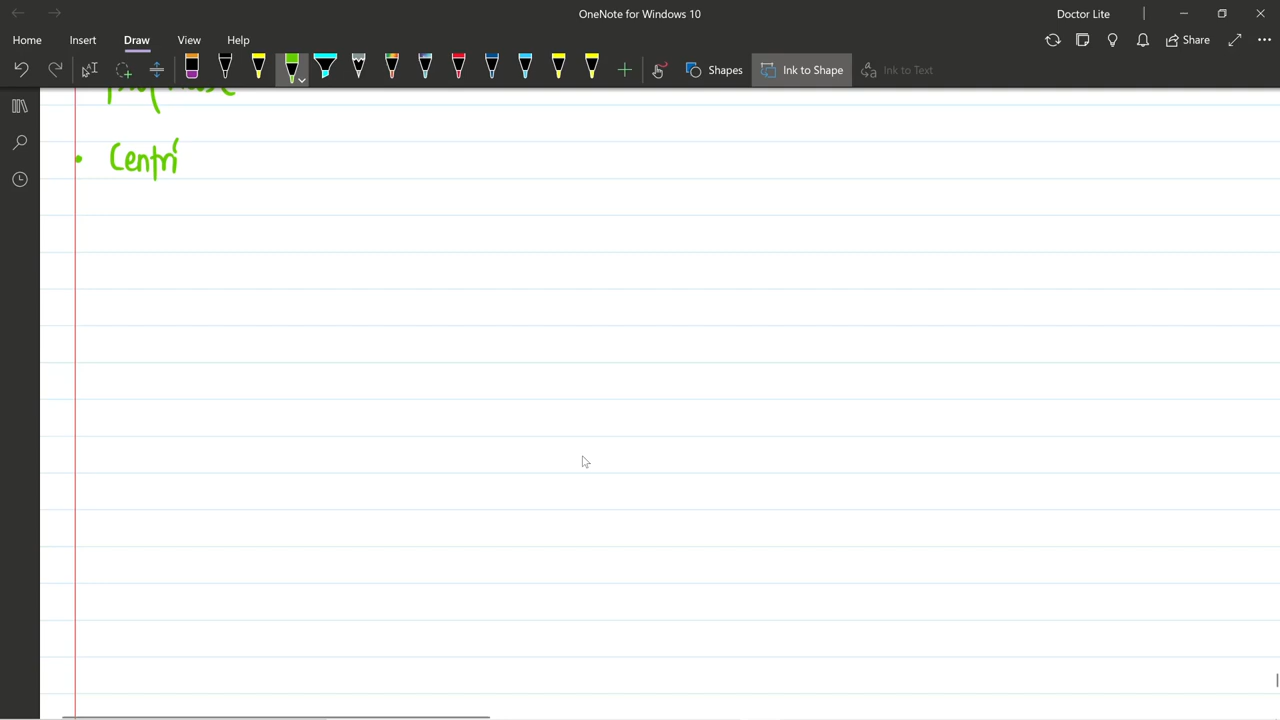 OneNote for Windows 10
Doctor Lite
Home Insert Draw View Help
Share
Shapes Ink to Shape Ink to Text
• Centri